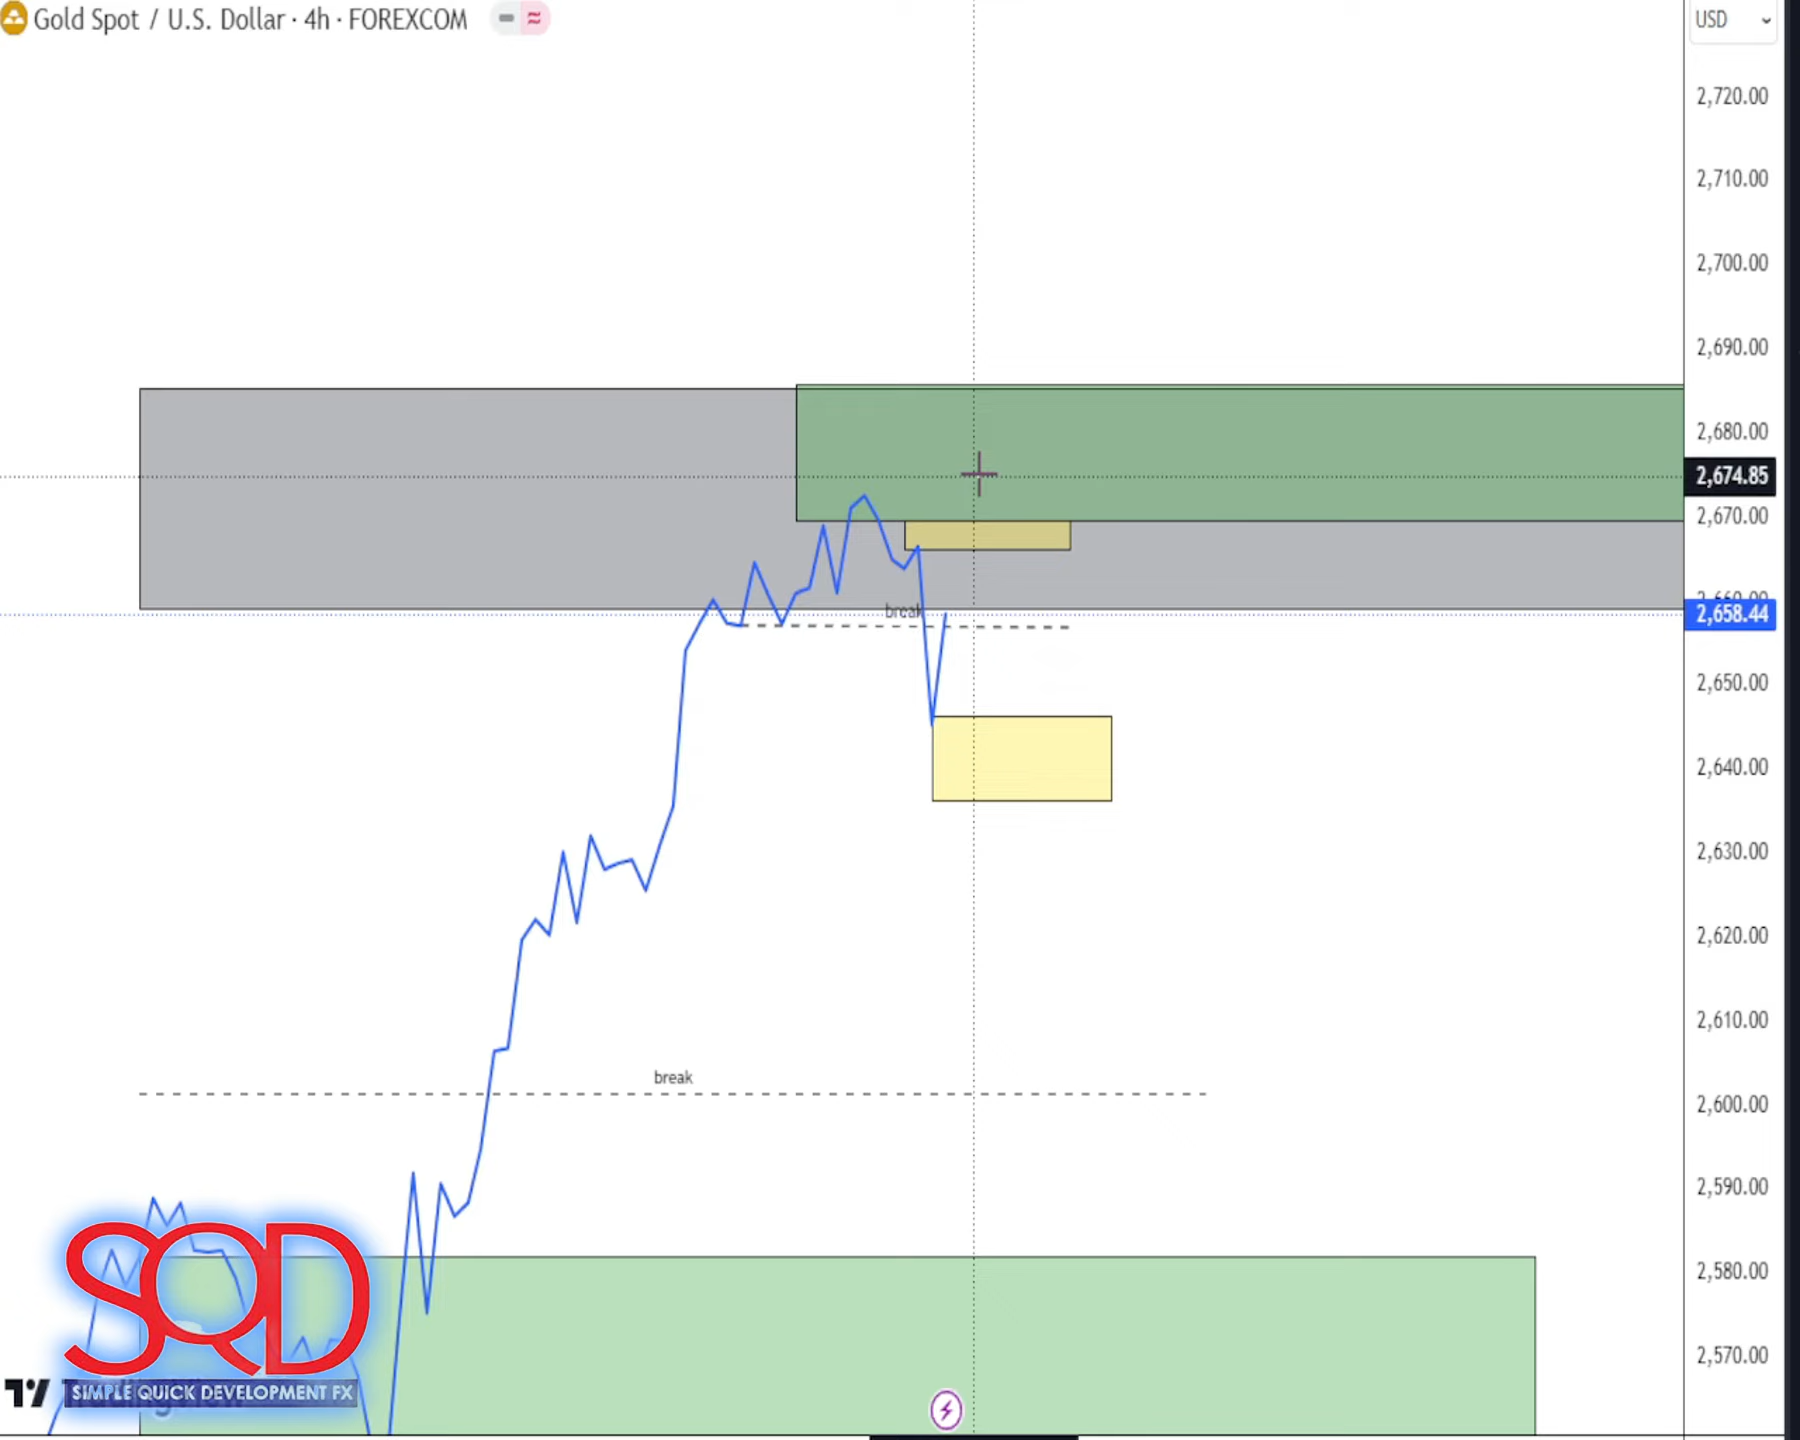 Gold Spot / U.S. Dollar · 4h · FOREXCOM
USD
2,720.00
2,710.00
2,700.00
2,690.00
2,680.00
2,674.85
2,670.00
2,658.44
break
2,650.00
2,640.00
2,630.00
2,620.00
2,610.00
break
2,600.00
2,590.00
2,580.00
2,570.00
SQD
SIMPLE QUICK DEVELOPMENT FX